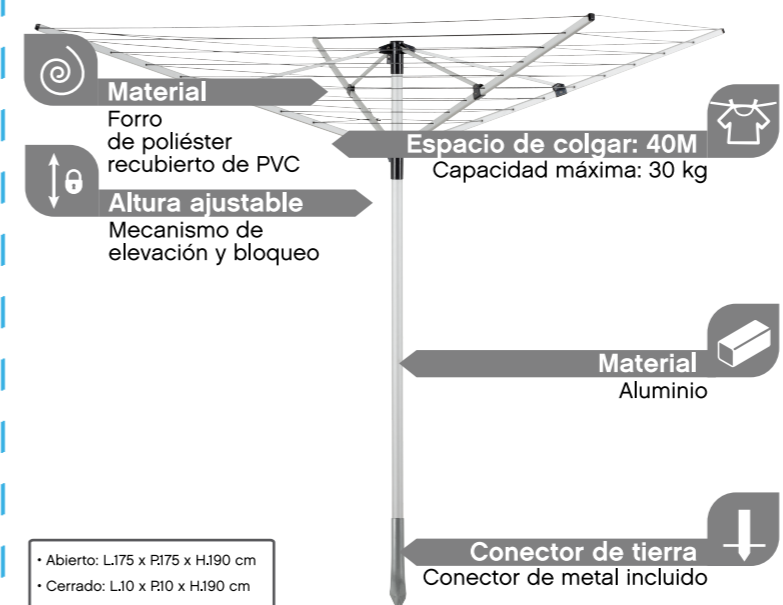 Material
Forro
de poliéster
recubierto de PVC
Espacio de colgar: 40M
Capacidad máxima: 30 kg
Altura ajustable
Mecanismo de
elevación y bloqueo
Material
Aluminio
Conector de tierra
Conector de metal incluido
• Abierto: L.175 x P.175 x H.190 cm
• Cerrado: L.10 x P.10 x H.190 cm